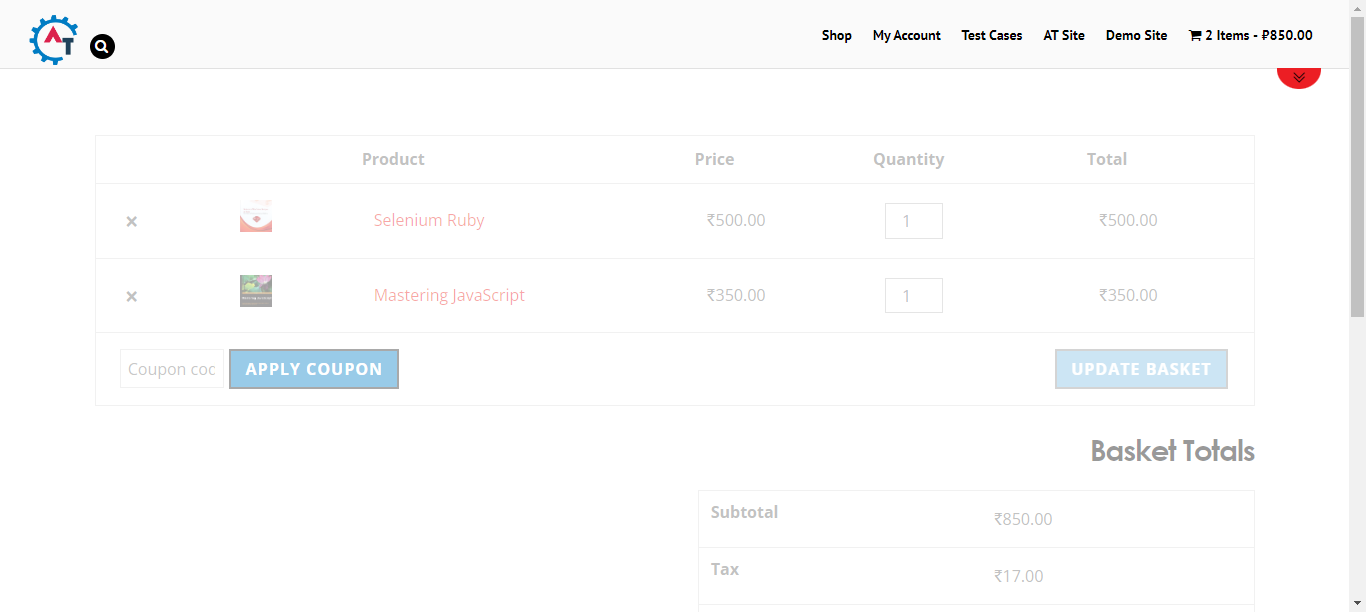 AT
Shop My Account Test Cases AT Site Demo Site 2 Items - ₽850.00
Product Price Quantity Total
× Selenium Ruby ₹500.00 1 ₹500.00
× Mastering JavaScript ₹350.00 1 ₹350.00
Coupon coc APPLY COUPON UPDATE BASKET
Basket Totals
Subtotal ₹850.00
Tax ₹17.00